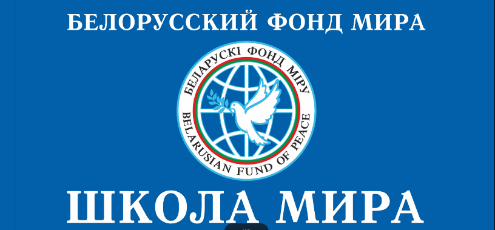 БЕЛОРУССКИЙ ФОНД МИРА
БЕЛАРУСКІ ФОНД МІРУ
BELARUSIAN FUND OF PEACE
ШКОЛА МИРА